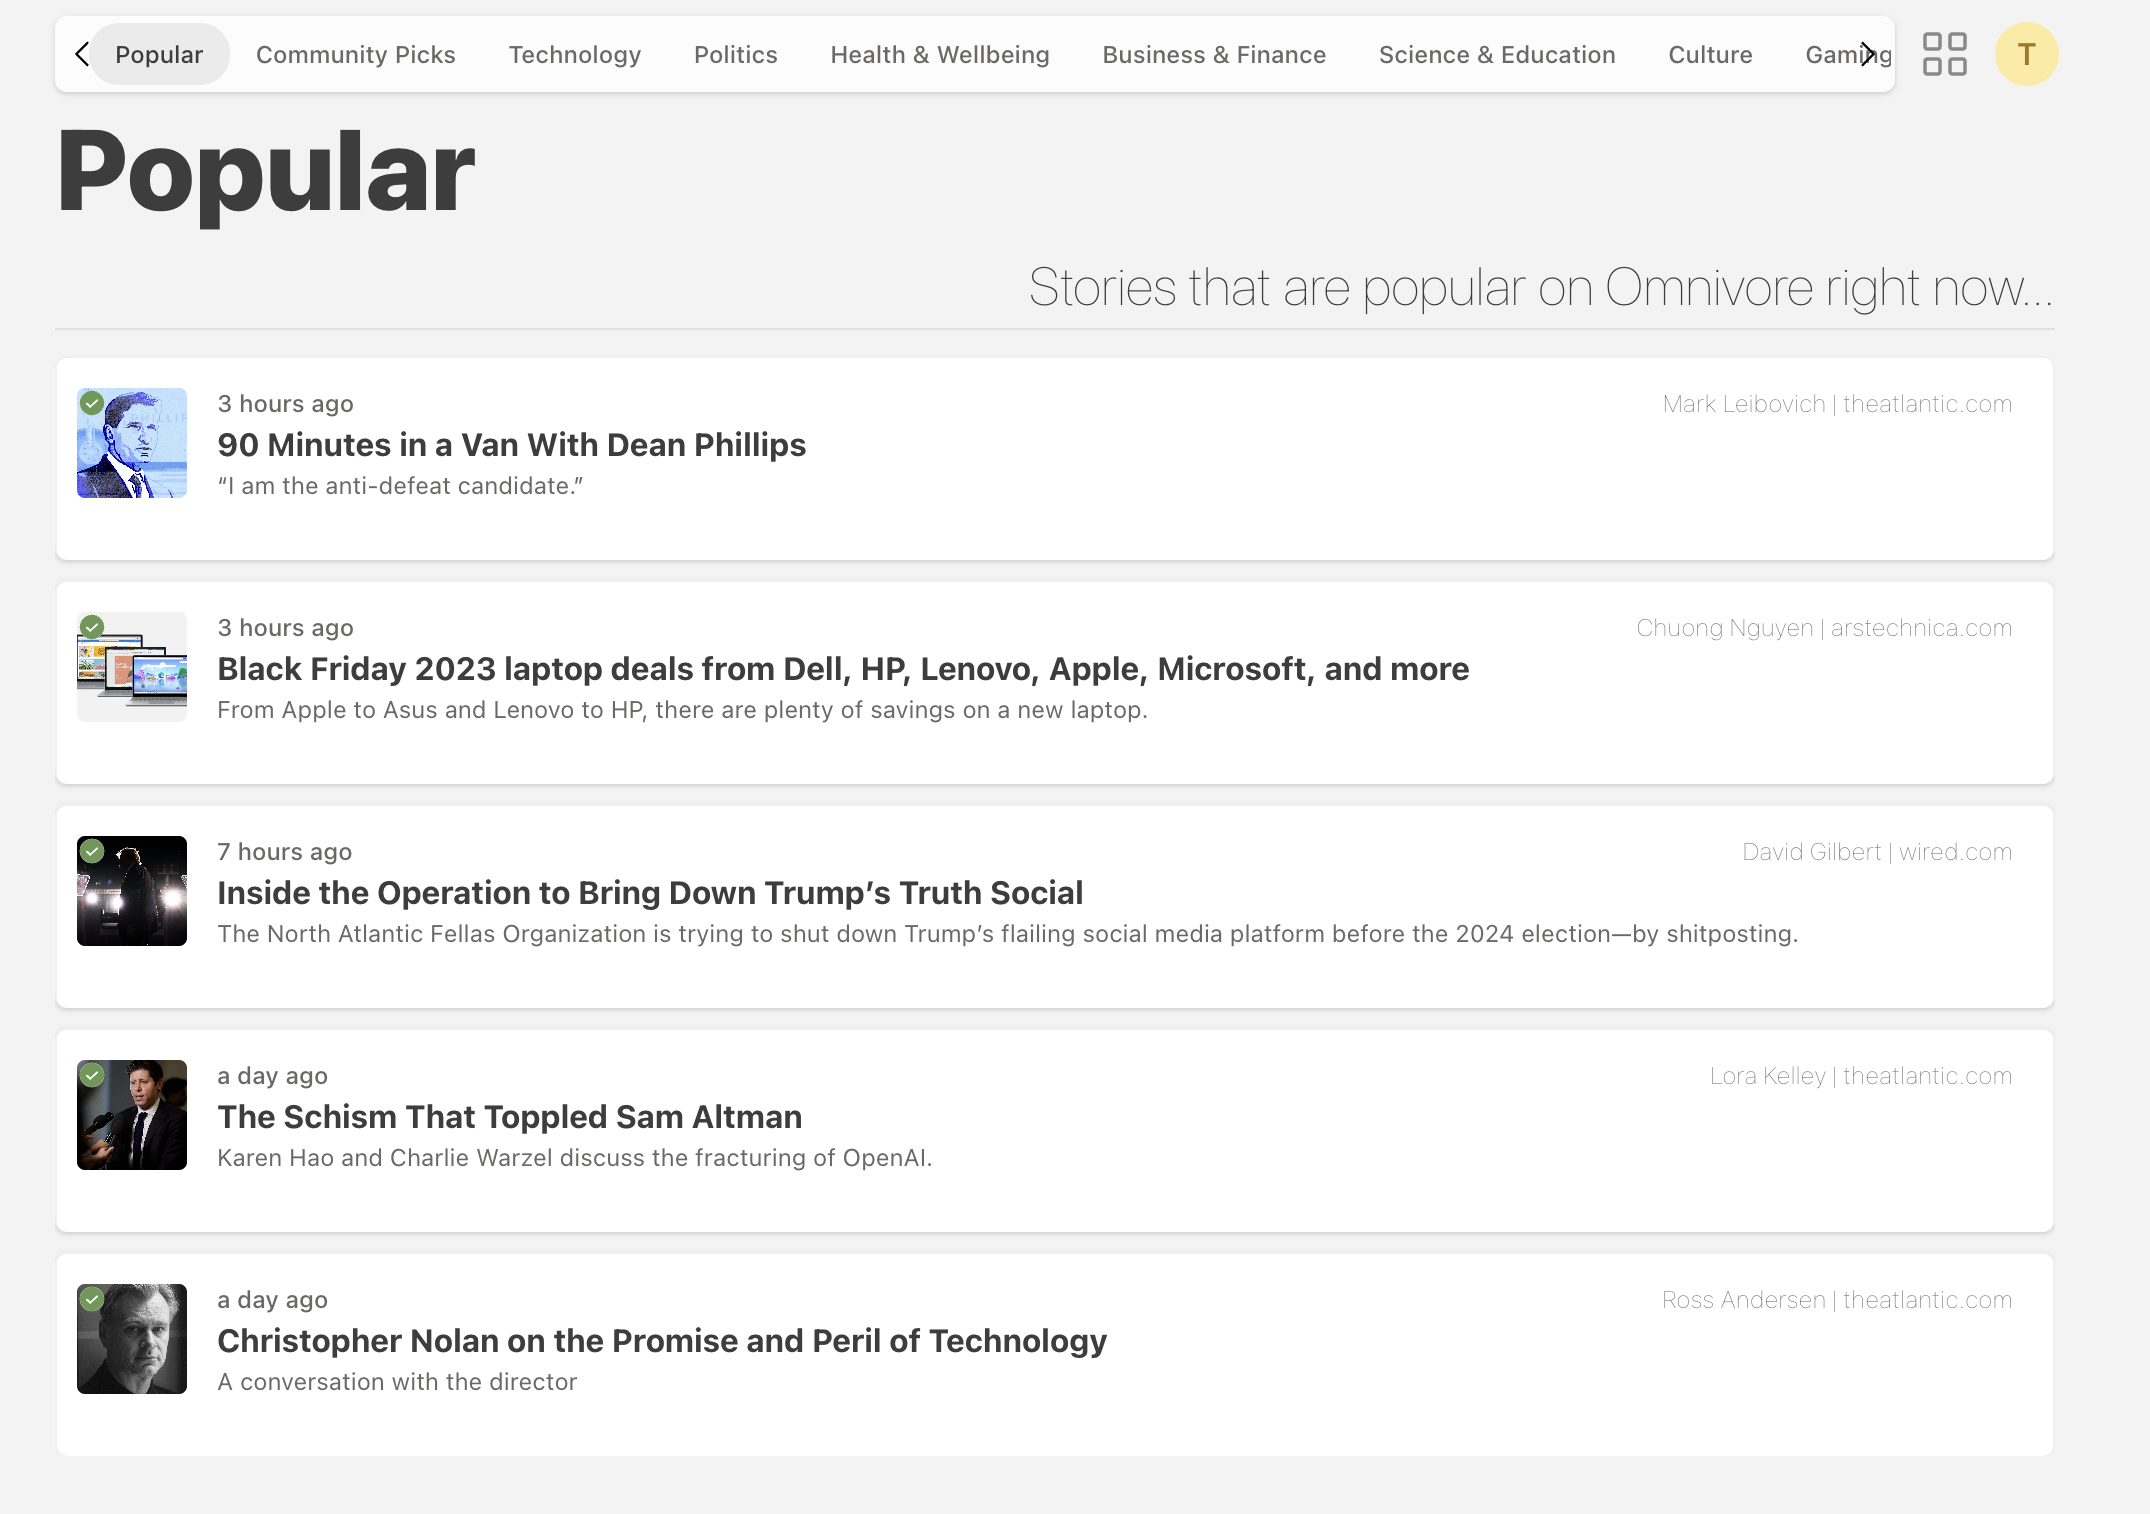 Popular Community Picks Technology Politics Health & Wellbeing Business & Finance Science & Education Culture Gaming T
Popular
Stories that are popular on Omnivore right now...
3 hours ago Mark Leibovich | theatlantic.com
90 Minutes in a Van With Dean Phillips
“I am the anti-defeat candidate.”
3 hours ago Chuong Nguyen | arstechnica.com
Black Friday 2023 laptop deals from Dell, HP, Lenovo, Apple, Microsoft, and more
From Apple to Asus and Lenovo to HP, there are plenty of savings on a new laptop.
7 hours ago David Gilbert | wired.com
Inside the Operation to Bring Down Trump’s Truth Social
The North Atlantic Fellas Organization is trying to shut down Trump’s flailing social media platform before the 2024 election—by shitposting.
a day ago Lora Kelley | theatlantic.com
The Schism That Toppled Sam Altman
Karen Hao and Charlie Warzel discuss the fracturing of OpenAI.
a day ago Ross Andersen | theatlantic.com
Christopher Nolan on the Promise and Peril of Technology
A conversation with the director